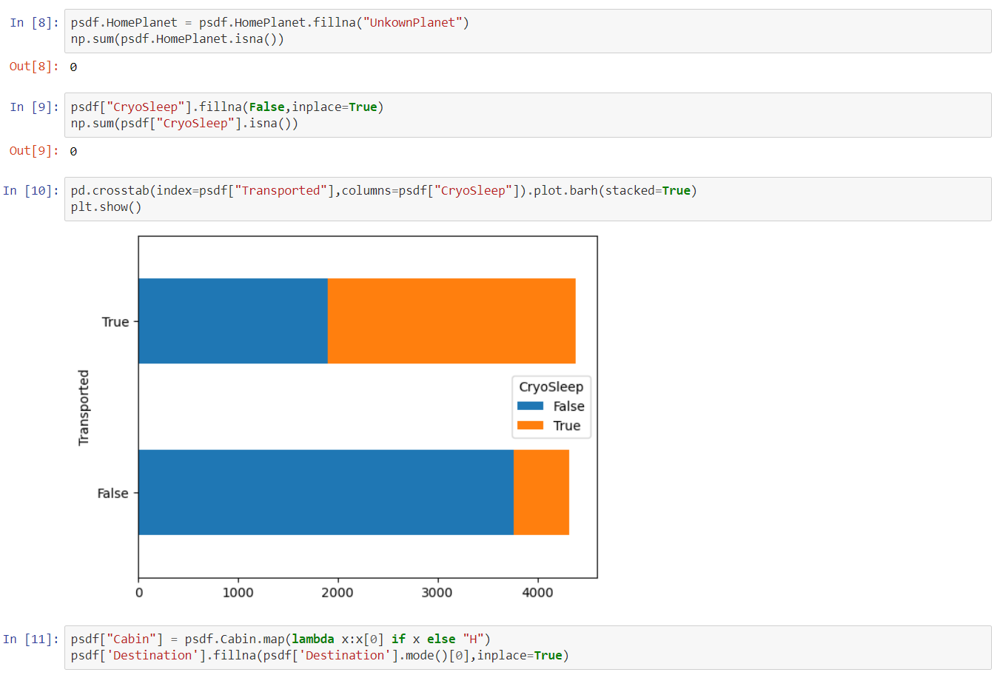 In [8]: psdf.HomePlanet = psdf.HomePlanet.fillna("UnkownPlanet")
np.sum(psdf.HomePlanet.isna())
Out[8]: 0
In [9]: psdf["CryoSleep"].fillna(False,inplace=True)
np.sum(psdf["CryoSleep"].isna())
Out[9]: 0
In [10]: pd.crosstab(index=psdf["Transported"],columns=psdf["CryoSleep"]).plot.barh(stacked=True)
plt.show()
True
Transported
CryoSleep
False
True
False
0 1000 2000 3000 4000
In [11]: psdf["Cabin"] = psdf.Cabin.map(lambda x:x[0] if x else "H")
psdf['Destination'].fillna(psdf['Destination'].mode()[0],inplace=True)